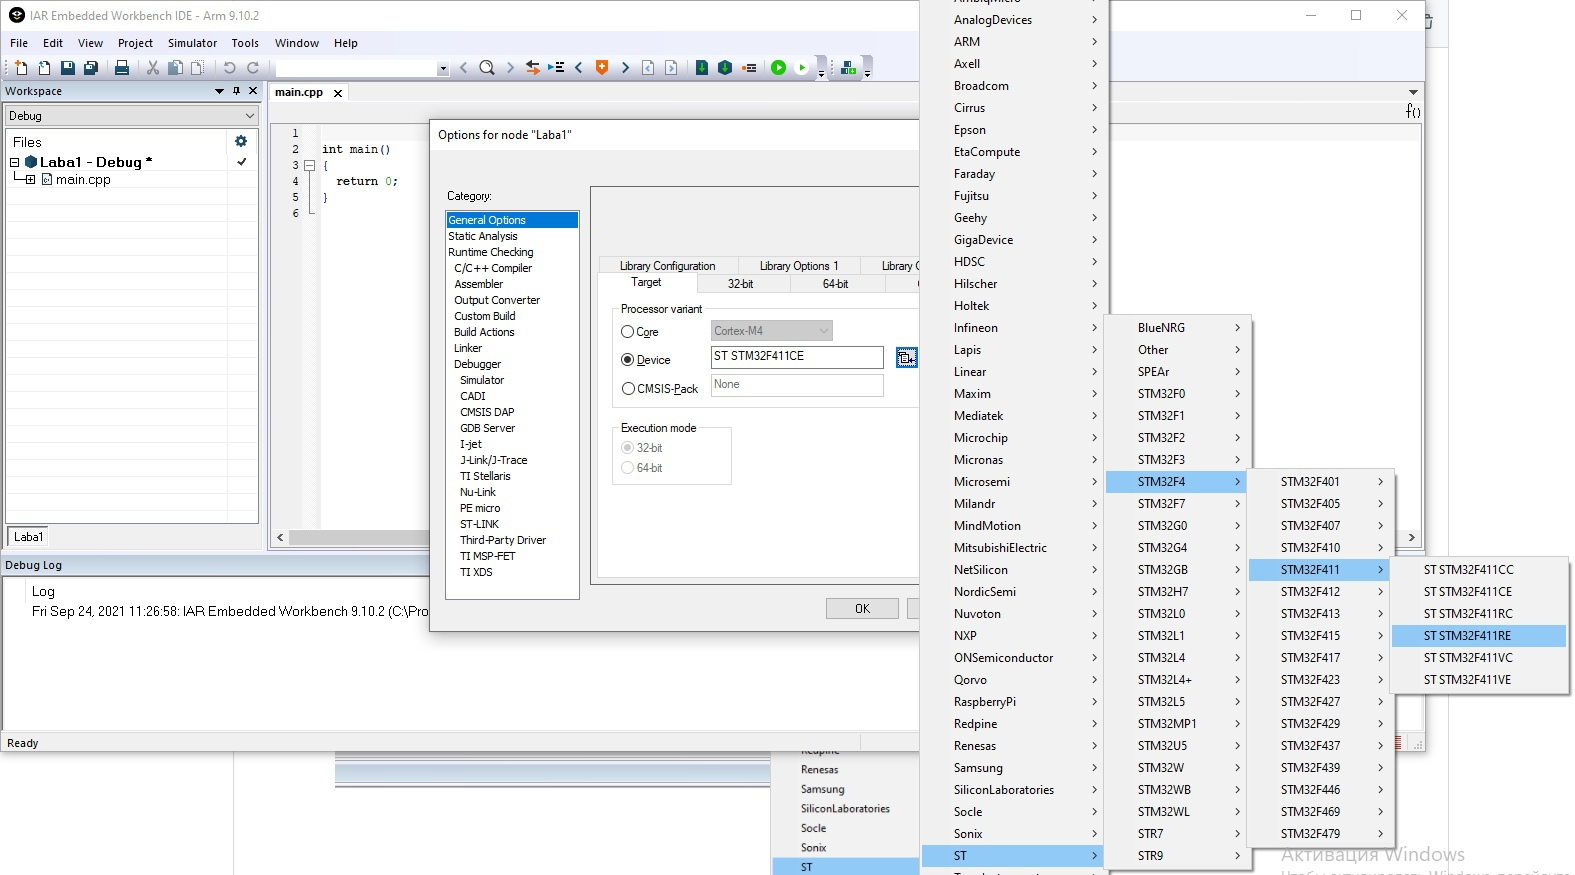 IAR Embedded Workbench IDE - Arm 9.10.2
File Edit View Project Simulator Tools Window Help
Workspace
Debug
Files
Laba1 - Debug *
main.cpp
Laba1
main.cpp
f()
1
2 int main()
3 {
4 return 0;
5 }
6
Options for node "Laba1"
Category:
General Options
Static Analysis
Runtime Checking
C/C++ Compiler
Assembler
Output Converter
Custom Build
Build Actions
Linker
Debugger
Simulator
CADI
CMSIS DAP
GDB Server
I-jet
J-Link/J-Trace
TI Stellaris
Nu-Link
PE micro
ST-LINK
Third-Party Driver
TI MSP-FET
TI XDS
Library Configuration Library Options 1 Library
Target 32-bit 64-bit
Processor variant
Core Cortex-M4
Device ST STM32F411CE
CMSIS-Pack None
Execution mode
32-bit
64-bit
OK
AnalogDevices
ARM
Axell
Broadcom
Cirrus
Epson
EtaCompute
Faraday
Fujitsu
Geehy
GigaDevice
HDSC
Hilscher
Holtek
Infineon
Lapis
Linear
Maxim
Mediatek
Microchip
Micronas
Microsemi
Milandr
MindMotion
MitsubishiElectric
NetSilicon
NordicSemi
Nuvoton
NXP
ONSemiconductor
Qorvo
RaspberryPi
Redpine
Renesas
Samsung
SiliconLaboratories
Socle
Sonix
ST
BlueNRG
Other
SPEAr
STM32F0
STM32F1
STM32F2
STM32F3
STM32F4
STM32F7
STM32G0
STM32G4
STM32GB
STM32H7
STM32L0
STM32L1
STM32L4
STM32L4+
STM32L5
STM32MP1
STM32U5
STM32W
STM32WB
STM32WL
STR7
STR9
STM32F401
STM32F405
STM32F407
STM32F410
STM32F411
STM32F412
STM32F413
STM32F415
STM32F417
STM32F423
STM32F427
STM32F429
STM32F437
STM32F439
STM32F446
STM32F469
STM32F479
ST STM32F411CC
ST STM32F411CE
ST STM32F411RC
ST STM32F411RE
ST STM32F411VC
ST STM32F411VE
Debug Log
Log
Fri Sep 24, 2021 11:26:58: IAR Embedded Workbench 9.10.2 (C:\Pro
Ready
Renesas
Samsung
SiliconLaboratories
Socle
Sonix
ST
Активация Windows